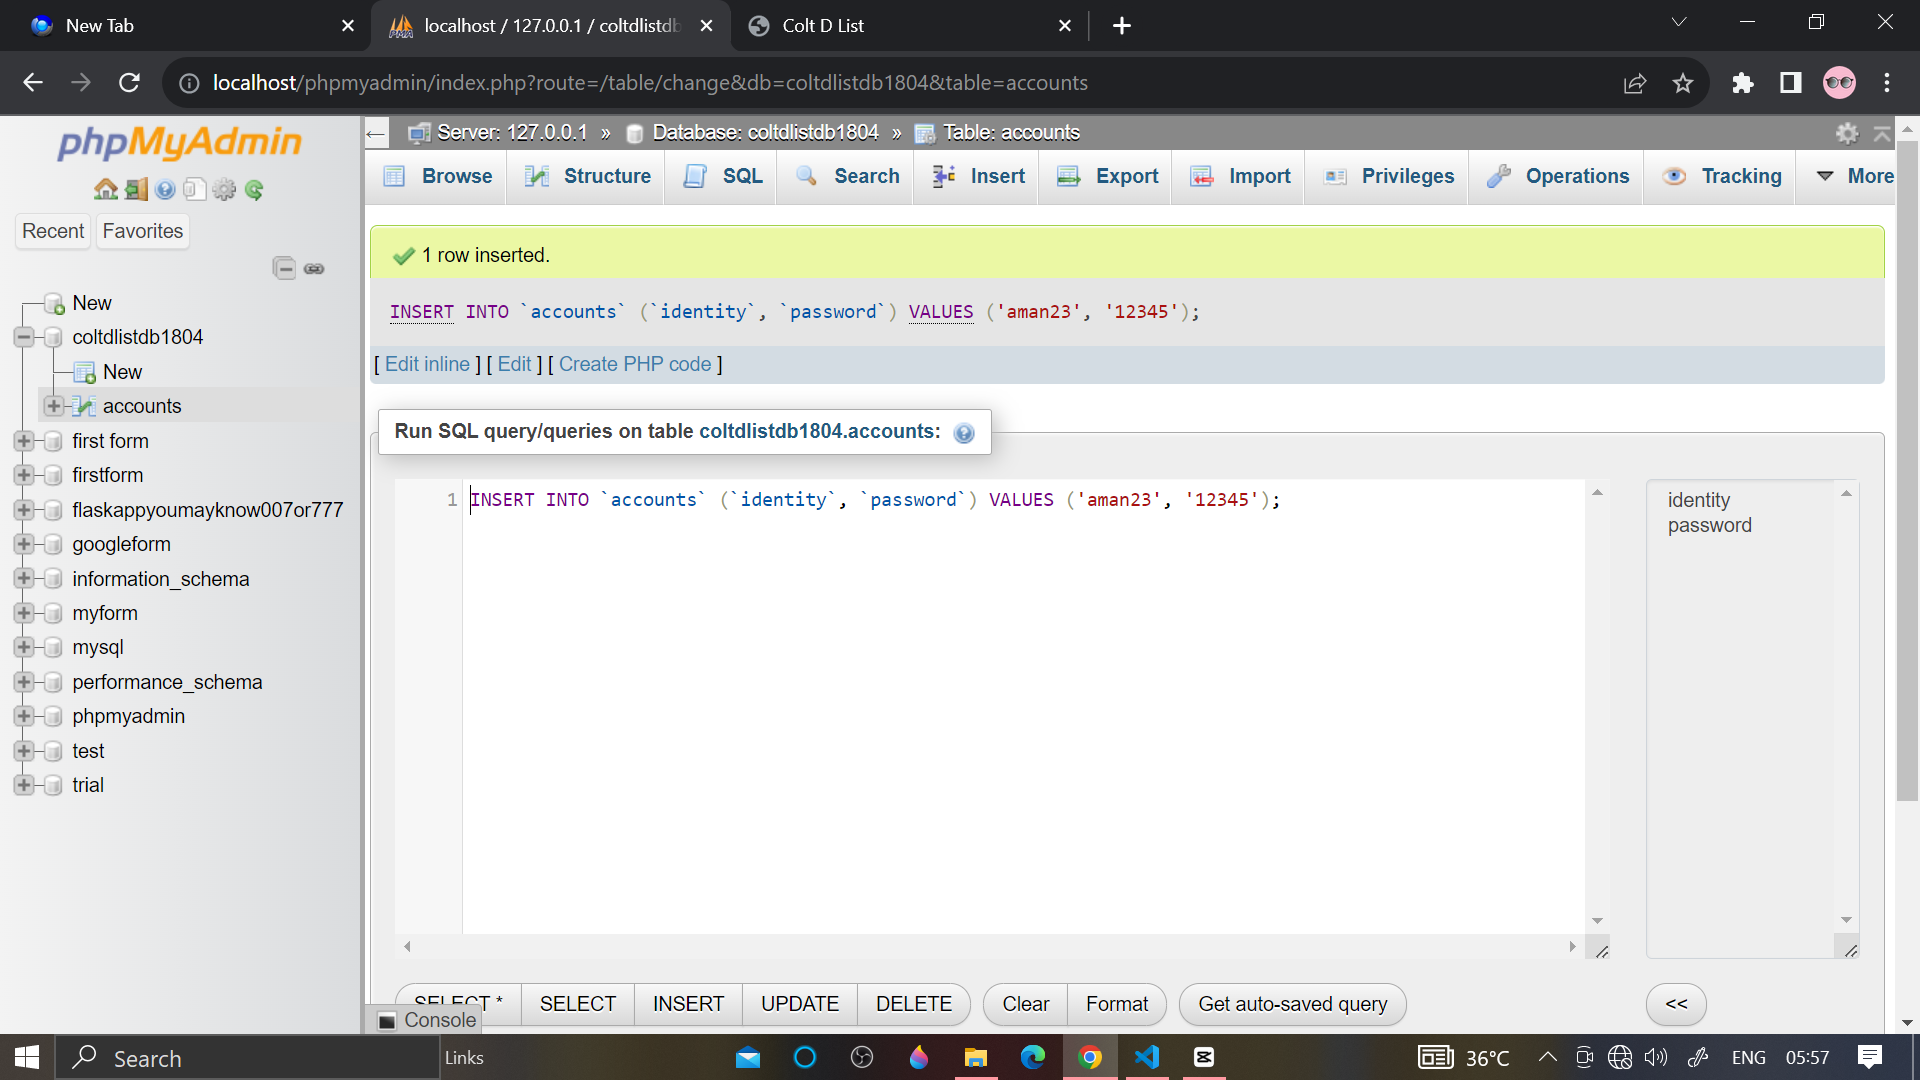 New Tab
localhost / 127.0.0.1 / coltdlistdb
Colt D List
localhost/phpmyadmin/index.php?route=/table/change&db=coltdlistdb1804&table=accounts
phpMyAdmin
Recent
Favorites
New
coltdlistdb1804
New
accounts
first form
firstform
flaskappyoumayknow007or777
googleform
information_schema
myform
mysql
performance_schema
phpmyadmin
test
trial
Server: 127.0.0.1 » Database: coltdlistdb1804 » Table: accounts
Browse Structure SQL Search Insert Export Import Privileges Operations Tracking More
1 row inserted.
INSERT INTO `accounts` (`identity`, `password`) VALUES ('aman23', '12345');
[ Edit inline ] [ Edit ] [ Create PHP code ]
Run SQL query/queries on table coltdlistdb1804.accounts:
1 INSERT INTO `accounts` (`identity`, `password`) VALUES ('aman23', '12345');
identity
password
SELECT * SELECT INSERT UPDATE DELETE Clear Format Get auto-saved query <<
Console
Search Links 36°C ENG 05:57